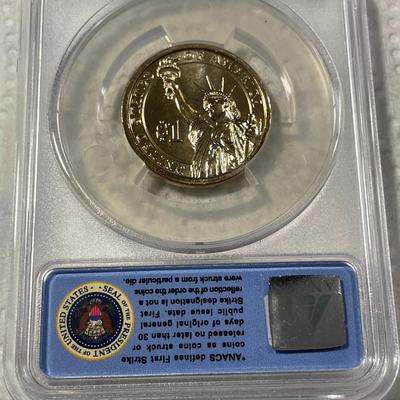 UNITED STATES OF AMERICA
$1
*ANACS defines First Strike
coins as coins struck or
released no later than 30
days of original general
public issue date. First
Strike designation is not a
reflection of the order the coins
were struck from a particular die.
SEAL OF THE PRESIDENT OF THE UNITED STATES